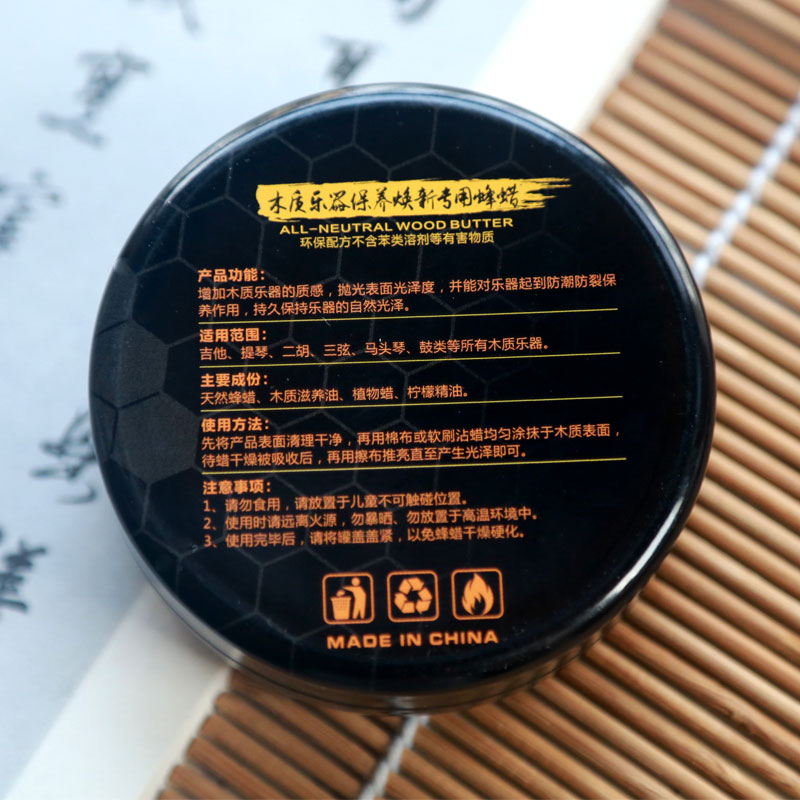 木质乐器保养焕新专用蜂蜡
ALL-NEUTRAL WOOD BUTTER
环保配方不含苯类溶剂等有害物质
产品功能：
增加木质乐器的质感，抛光表面光泽度，并能对乐器起到防潮防裂保
养作用，持久保持乐器的自然光泽。
适用范围：
吉他、提琴、二胡、三弦、马头琴、鼓类等所有木质乐器。
主要成份：
天然蜂蜡、木质滋养油、植物蜡、柠檬精油。
使用方法：
先将产品表面清理干净，再用棉布或软刷沾蜡均匀涂抹于木质表面，
待蜡干燥被吸收后，再用擦布推亮直至产生光泽即可。
注意事项：
1、请勿食用，请放置于儿童不可触碰位置。
2、使用时请远离火源，勿暴晒、勿放置于高温环境中。
3、使用完毕后，请将罐盖盖紧，以免蜂蜡干燥硬化。
MADE IN CHINA